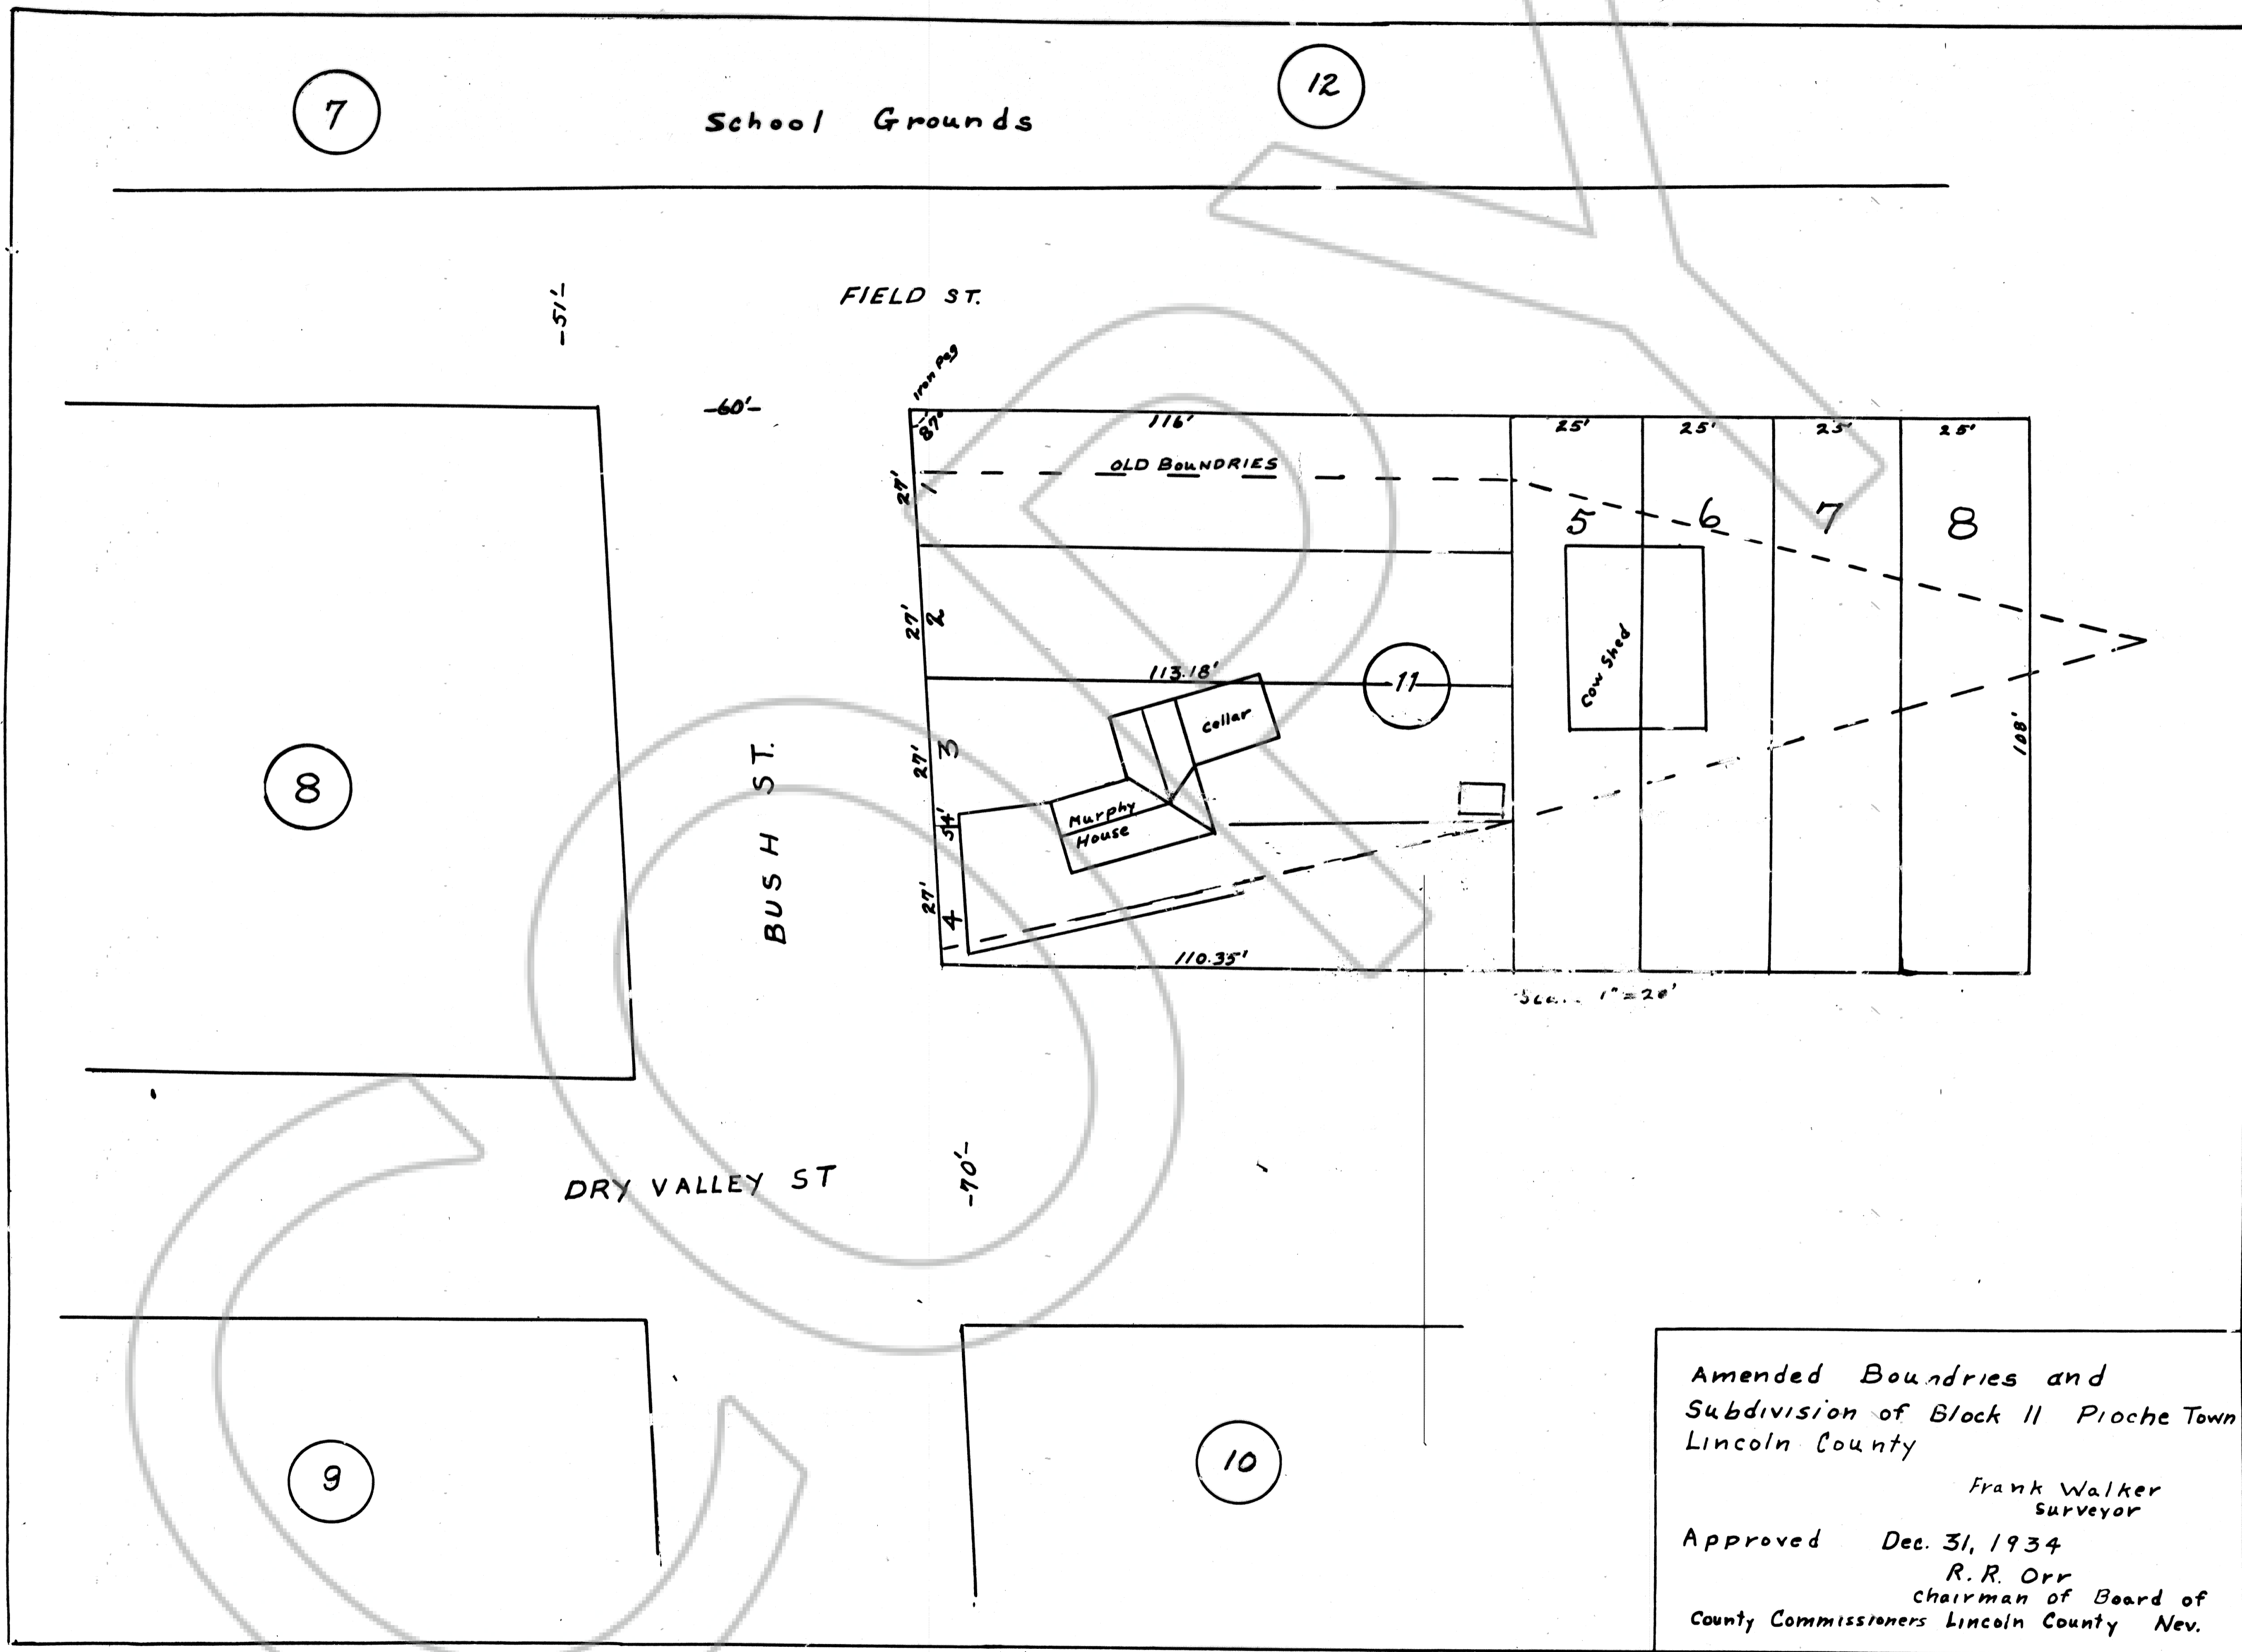 7
School Grounds
12
-51'-
FIELD ST.
Iron Peg
-60'-
87°
116'
25'
25'
25'
25'
OLD BOUNDRIES
27'
1
5
6
7
8
27'
2
113.18'
11
Cow Shed
Cellar
108'
8
BUSH ST.
27'
3
54'
Murphy
House
27'
4
110.35'
1"=20'
DRY VALLEY ST
-70'-
9
10
Amended Boundries and
Subdivision of Block 11 Pioche Town
Lincoln County
Frank Walker
Surveyor
Approved Dec. 31, 1934
R. R. Orr
Chairman of Board of
County Commissioners Lincoln County Nev.
COPY